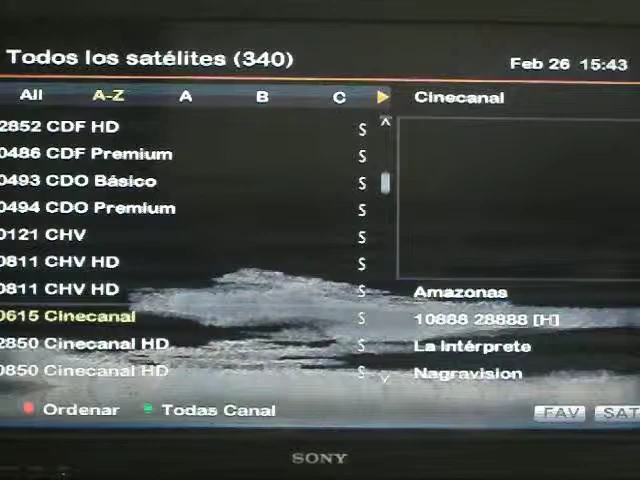 Todos los satélites (340)
Feb 26 15:43
All A-Z A B C
Cinecanal
2852 CDF HD S
0486 CDF Premium S
0493 CDO Básico S
0494 CDO Premium S
0121 CHV S
0811 CHV HD S
0811 CHV HD S
0615 Cinecanal S
2850 Cinecanal HD S
0850 Cinecanal HD S
Amazonas
10888 28888 [H]
La Intérprete
Nagravision
Ordenar Todas Canal
FAV SAT
SONY